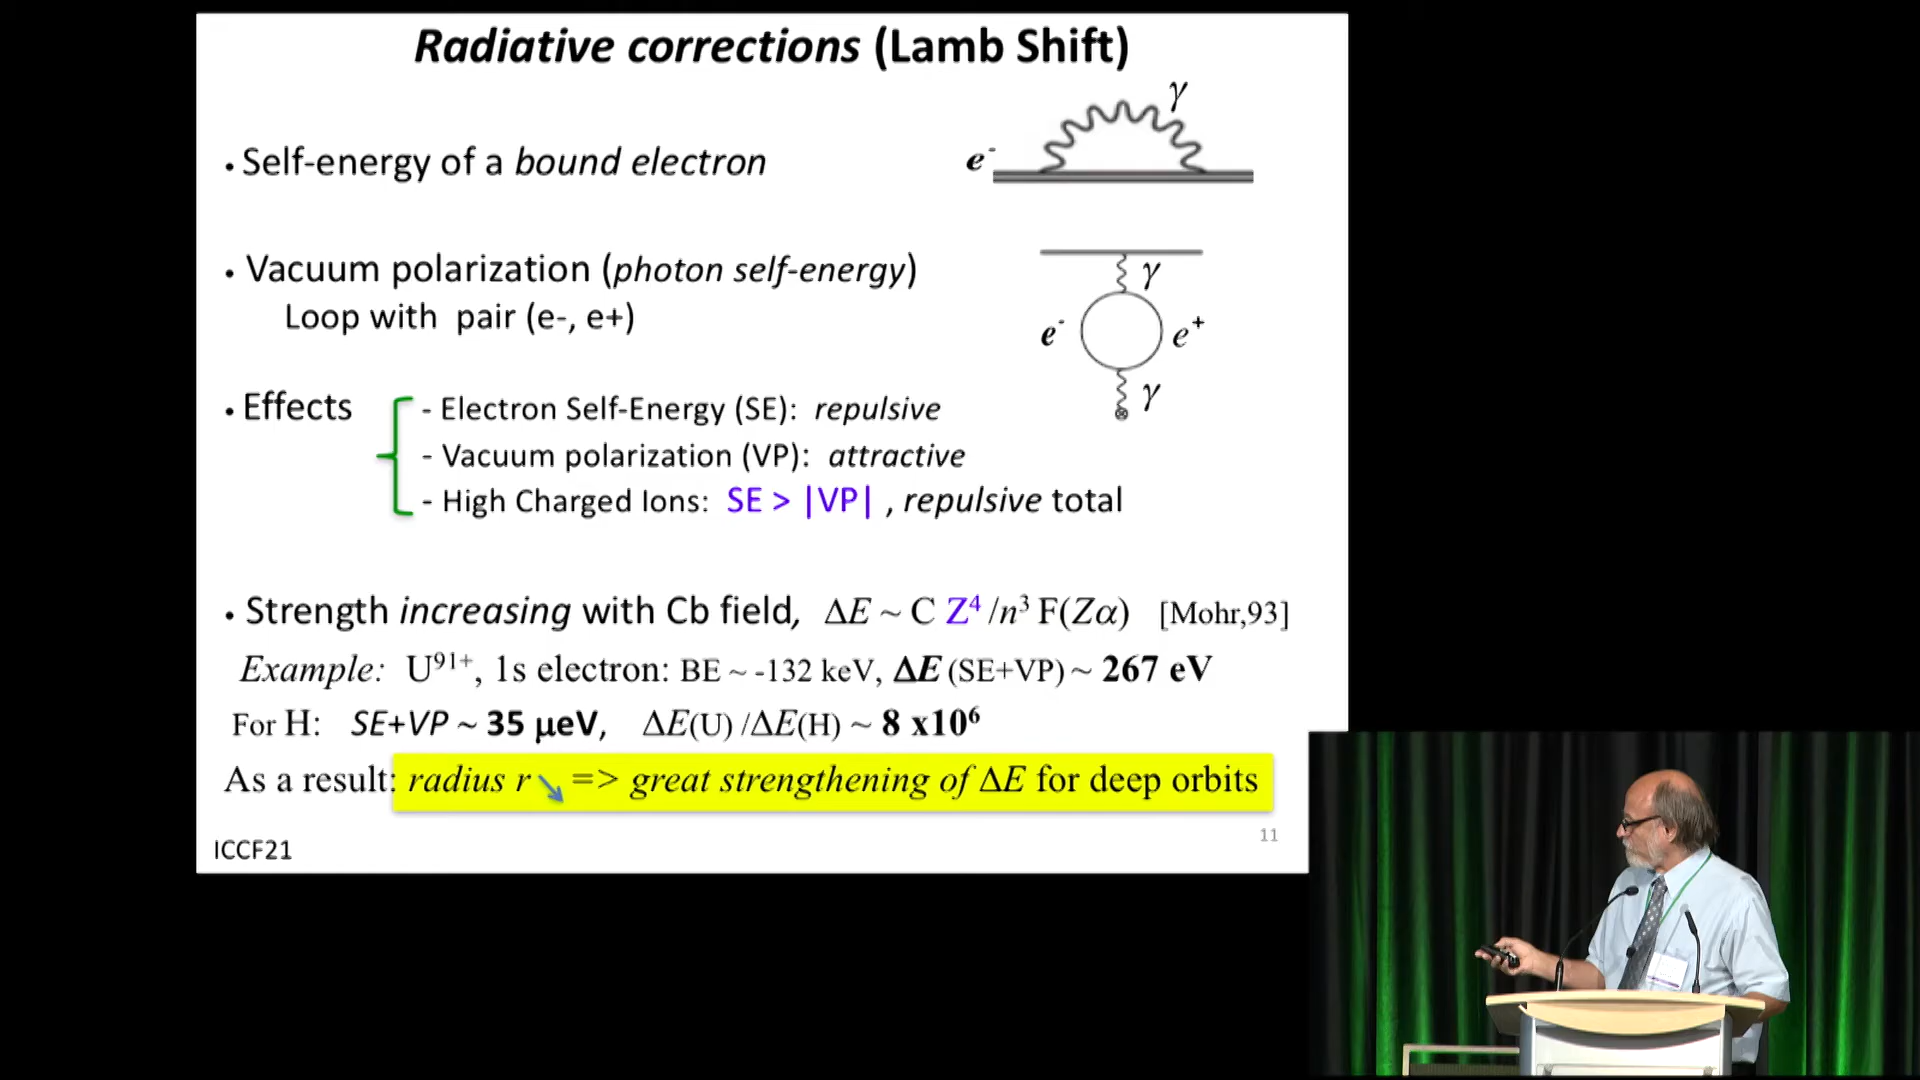 Radiative corrections (Lamb Shift)
γ
• Self-energy of a bound electron
e⁻
• Vacuum polarization (photon self-energy)
γ
Loop with pair (e-, e+)
e⁻ e⁺
γ
• Effects
- Electron Self-Energy (SE): repulsive
- Vacuum polarization (VP): attractive
- High Charged Ions: SE > |VP| , repulsive total
• Strength increasing with Cb field, ΔE ~ C Z⁴ /n³ F(Zα) [Mohr,93]
Example: U⁹¹⁺, 1s electron: BE ~ -132 keV, ΔE (SE+VP) ~ 267 eV
For H: SE+VP ~ 35 μeV, ΔE(U) /ΔE(H) ~ 8 x10⁶
As a result: radius r ↘ => great strengthening of ΔE for deep orbits
ICCF21
11